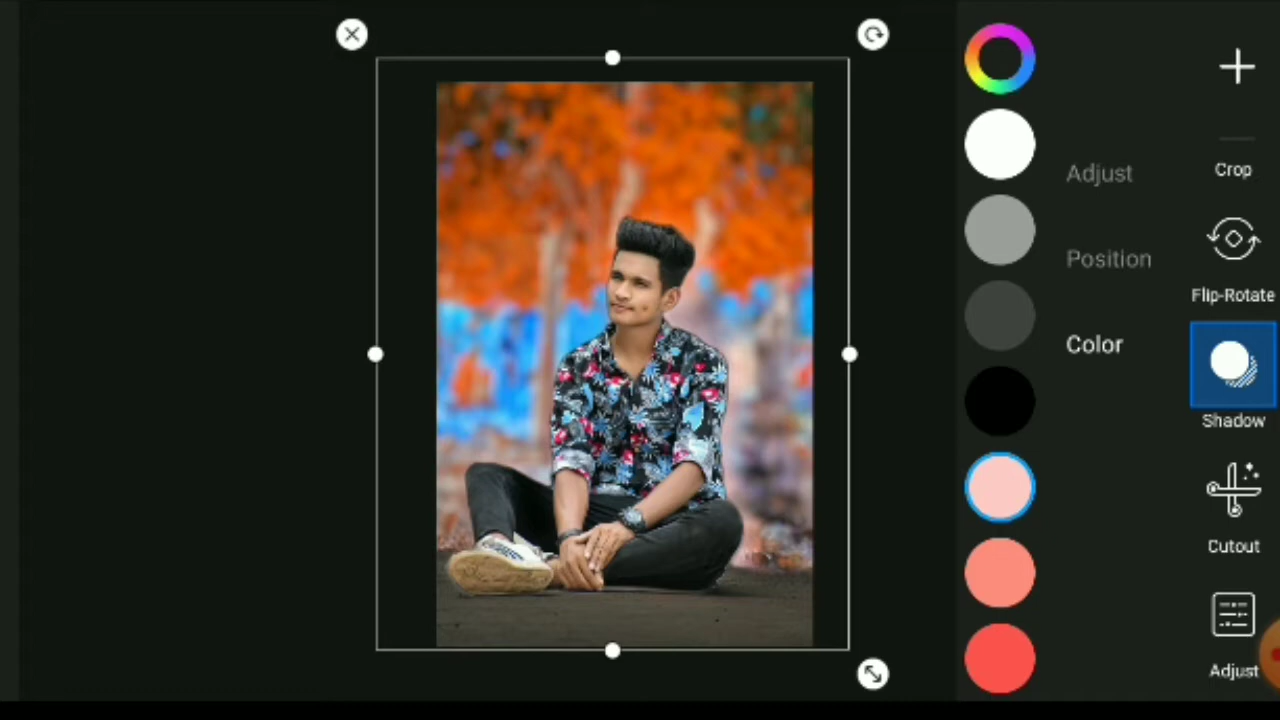 Adjust
Position
Color
Crop
Flip-Rotate
Shadow
Cutout
Adjust